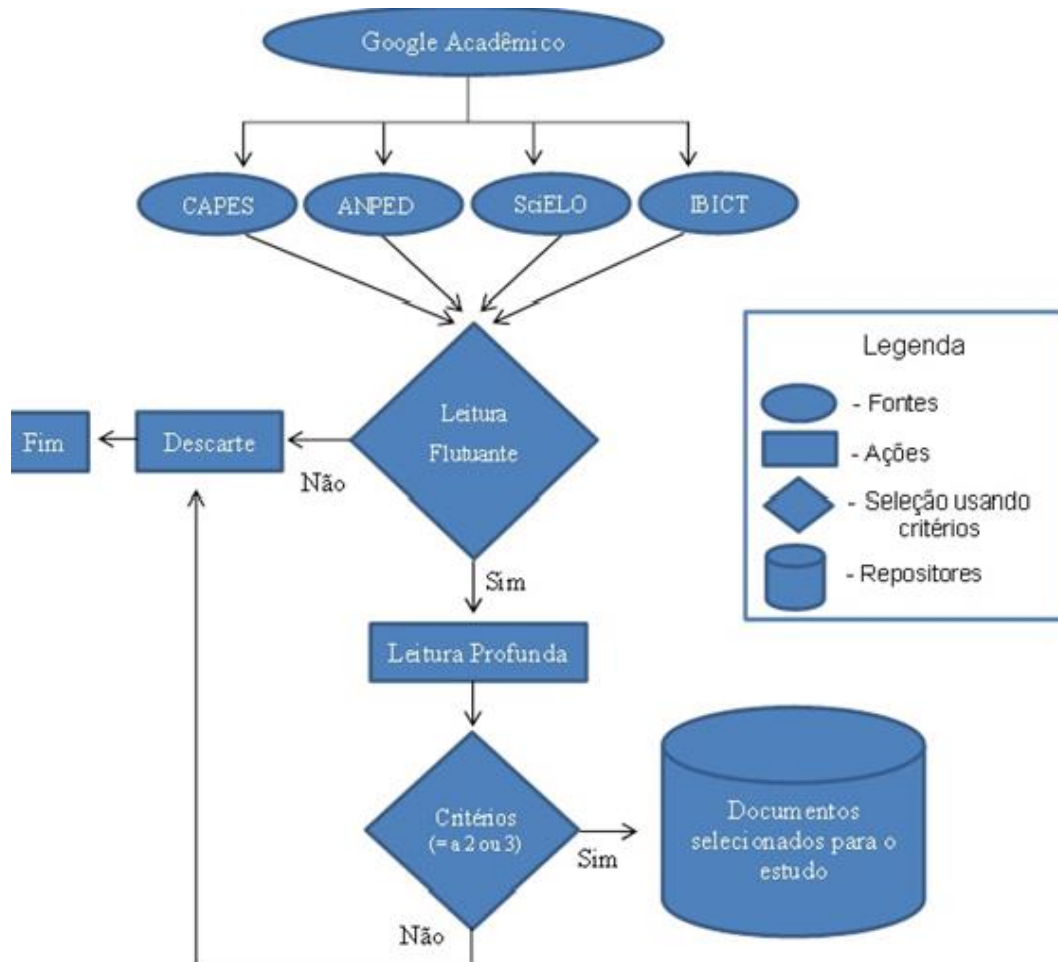 Google Acadêmico
CAPES
ANPED
SciELO
IBICT
Leitura
Flutuante
Não
Descarte
Fim
Sim
Leitura Profunda
Critérios
(= a 2 ou 3)
Sim
Documentos
selecionados para o
estudo
Não
Legenda
- Fontes
- Ações
- Seleção usando
critérios
- Repositores